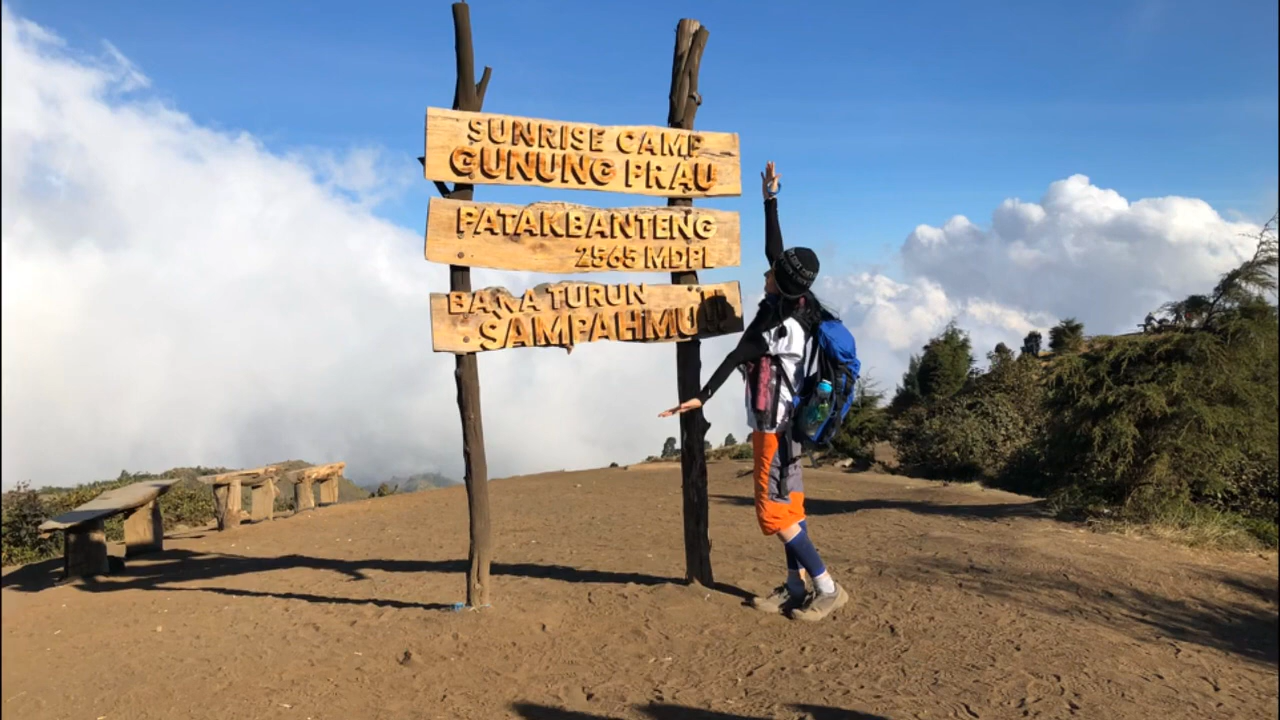 SUNRISE CAMP
GUNUNG PRAU
PATAKBANTENG
2565 MDPL
BAWA TURUN
SAMPAHMU